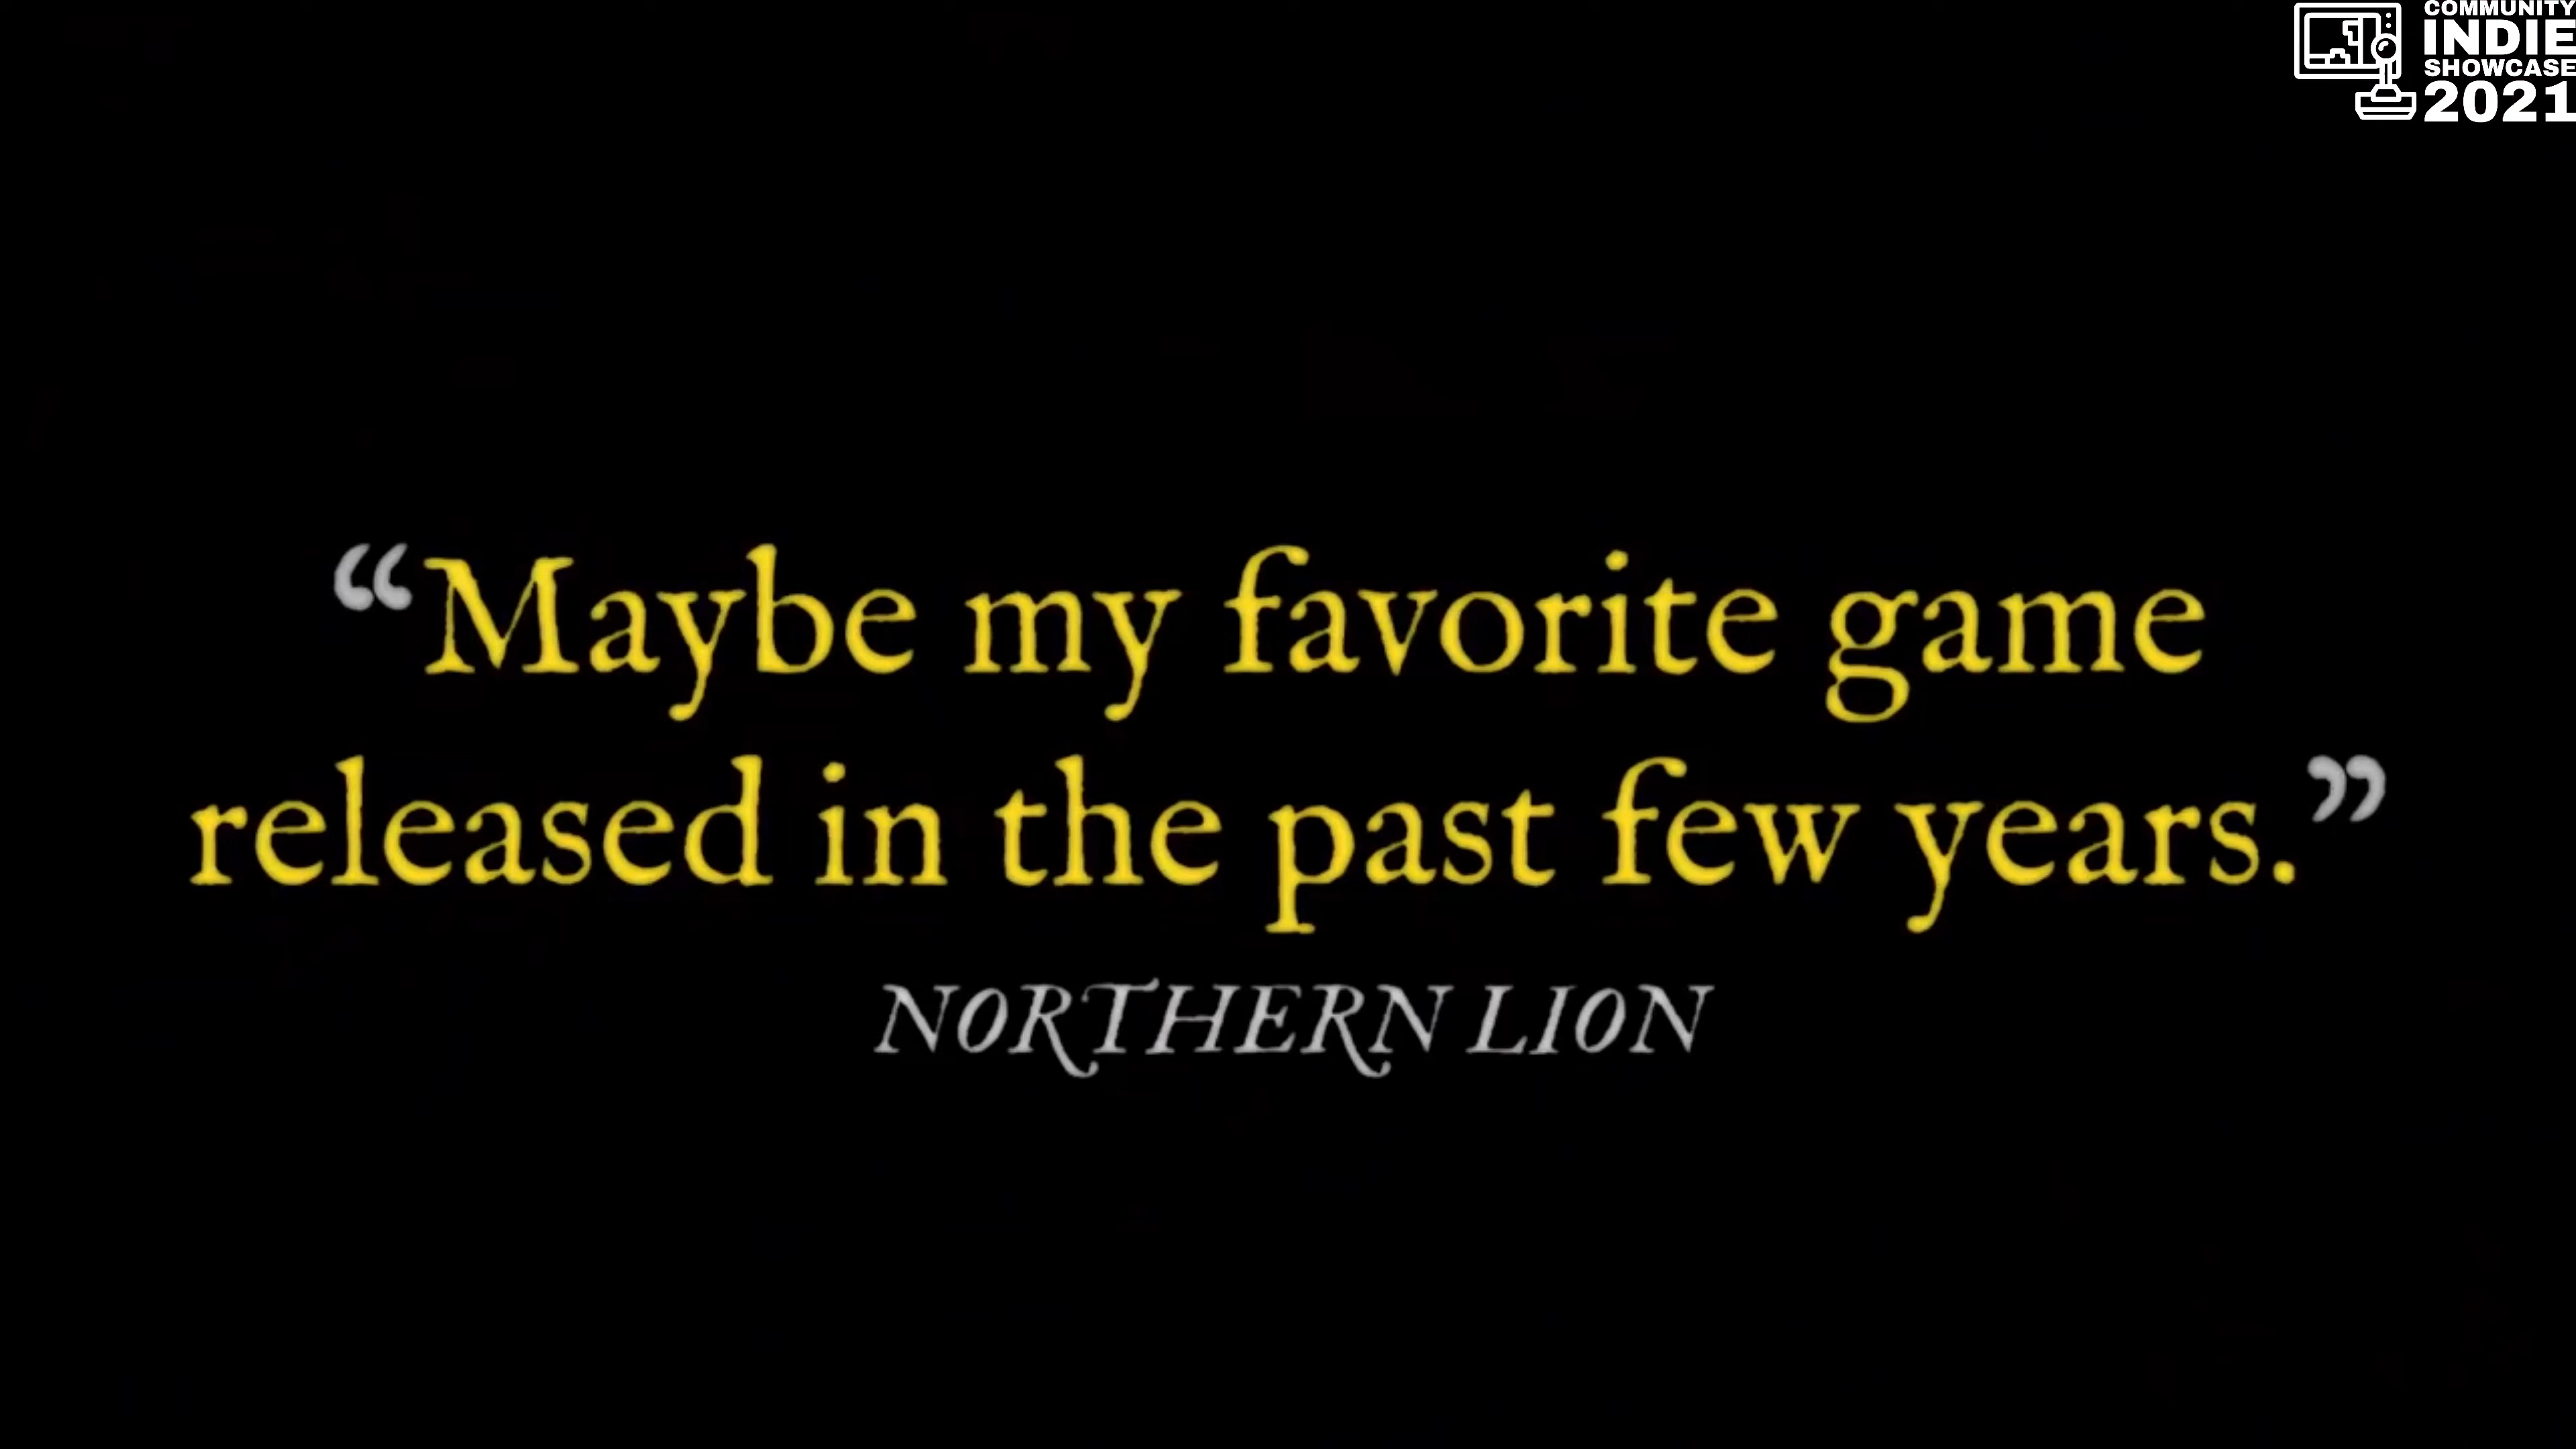 COMMUNITY
INDIE
SHOWCASE
2021
“Maybe my favorite game
released in the past few years.”
NORTHERN LION